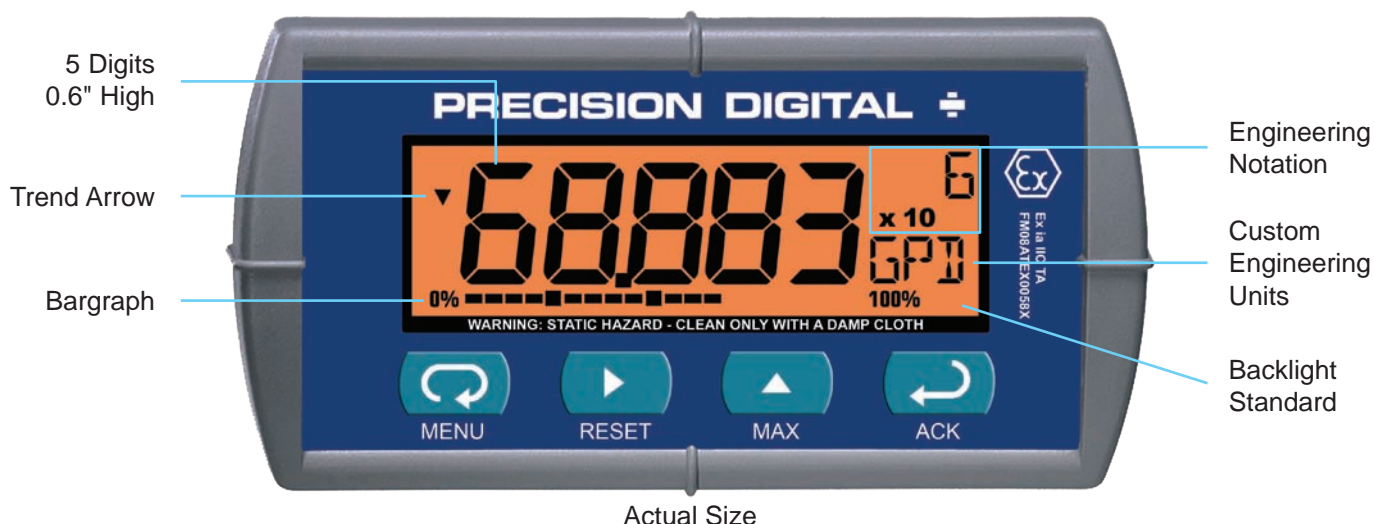 5 Digits
0.6" High
Trend Arrow
Bargraph
PRECISION DIGITAL
68.883
6
x 10
GPD
0%
100%
WARNING: STATIC HAZARD - CLEAN ONLY WITH A DAMP CLOTH
MENU
RESET
MAX
ACK
Ex
Ex ia IIC TA
FM08ATEX0058X
Engineering
Notation
Custom
Engineering
Units
Backlight
Standard
Actual Size